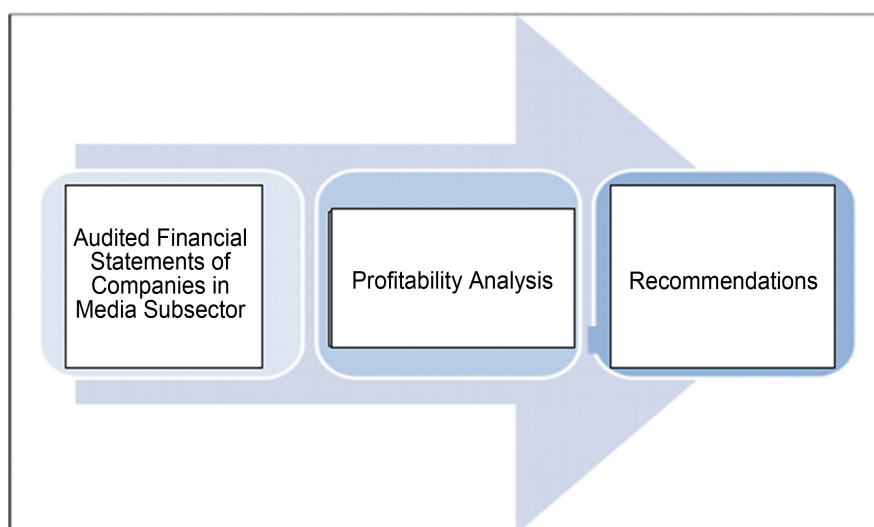 Audited Financial
Statements of
Companies in
Media Subsector
Profitability Analysis
Recommendations